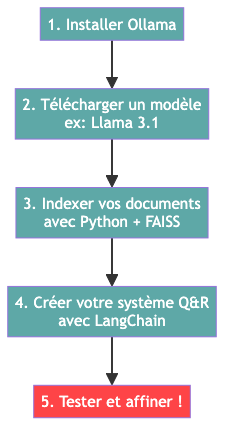 1. Installer Ollama
2. Télécharger un modèle
ex: Llama 3.1
3. Indexer vos documents
avec Python + FAISS
4. Créer votre système Q&R
avec LangChain
5. Tester et affiner !